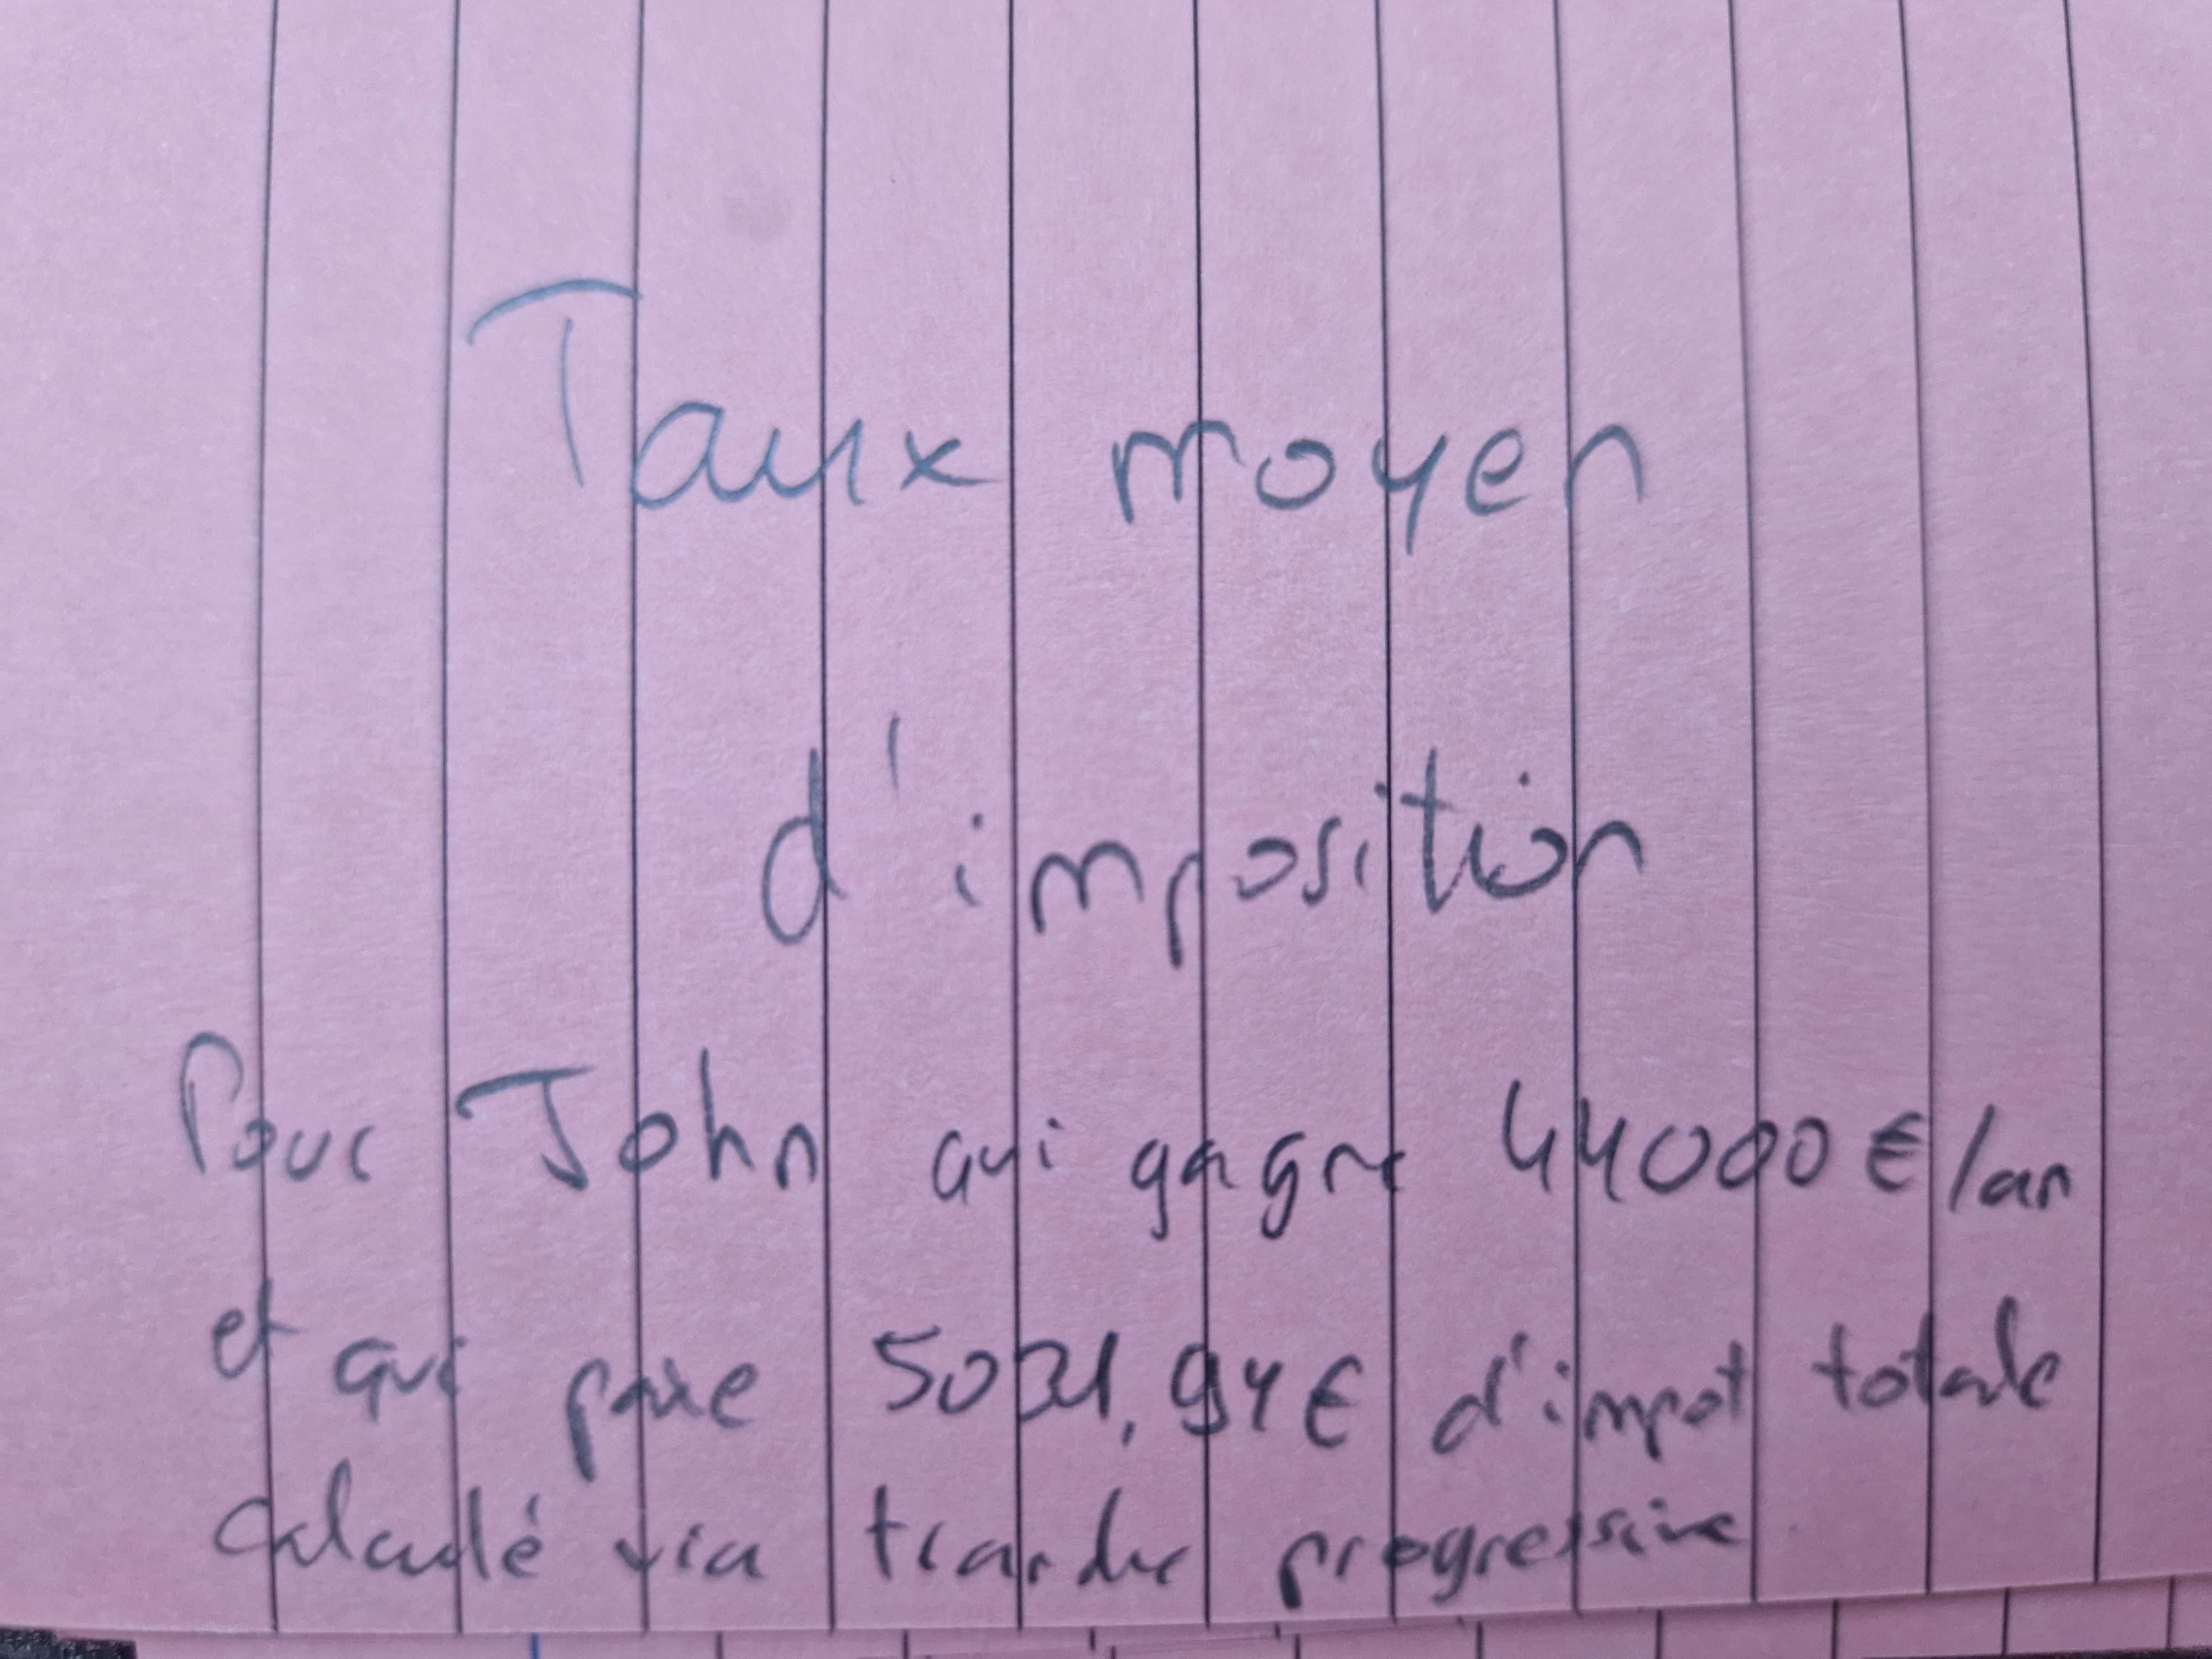 Taux moyen
d'imposition
Pour John qui gagne 44000 €/an
et qui paie 5031,94€ d'impot totale
calculé via tranche progressive